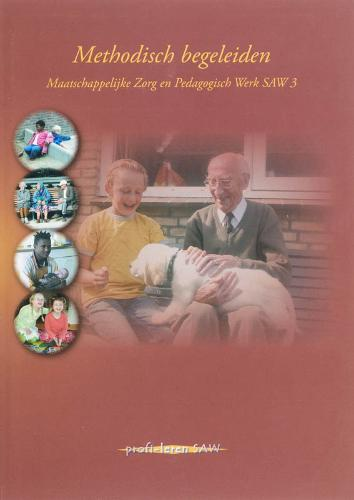 Methodisch begeleiden
Maatschappelijke Zorg en Pedagogisch Werk SAW 3
profi-leren SAW